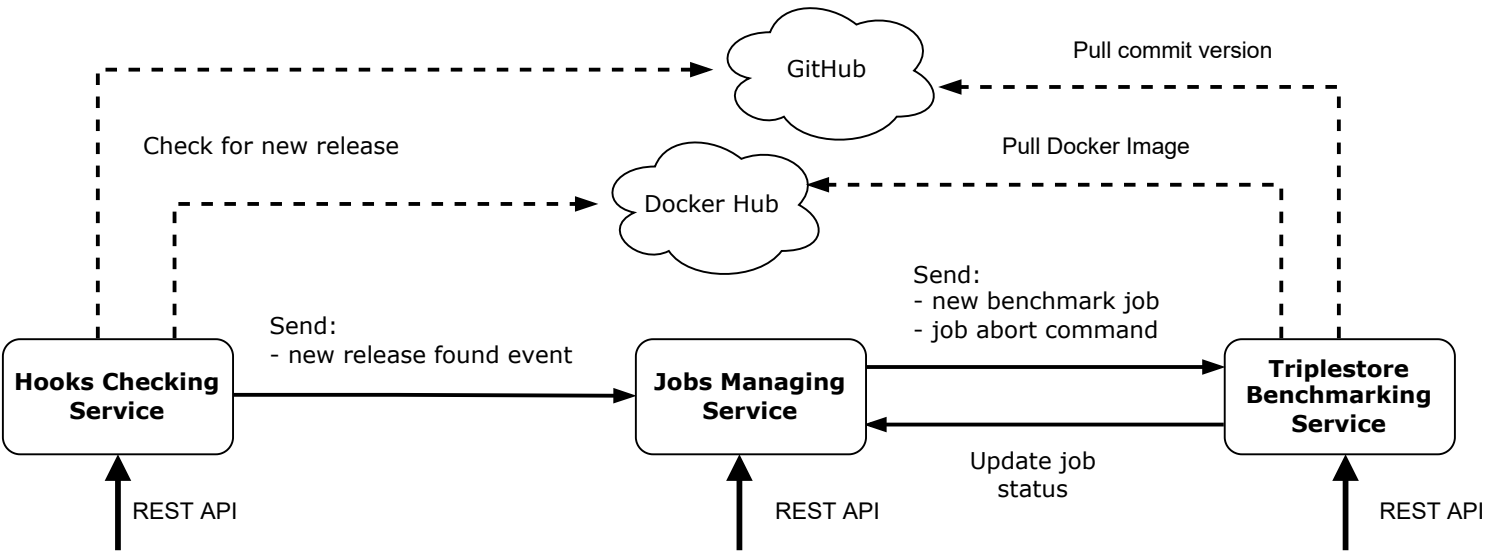 GitHub
Pull commit version
Check for new release
Pull Docker Image
Docker Hub
Send:
- new benchmark job
- job abort command
Send:
- new release found event
Hooks Checking
Service
Jobs Managing
Service
Triplestore
Benchmarking
Service
Update job
status
REST API
REST API
REST API